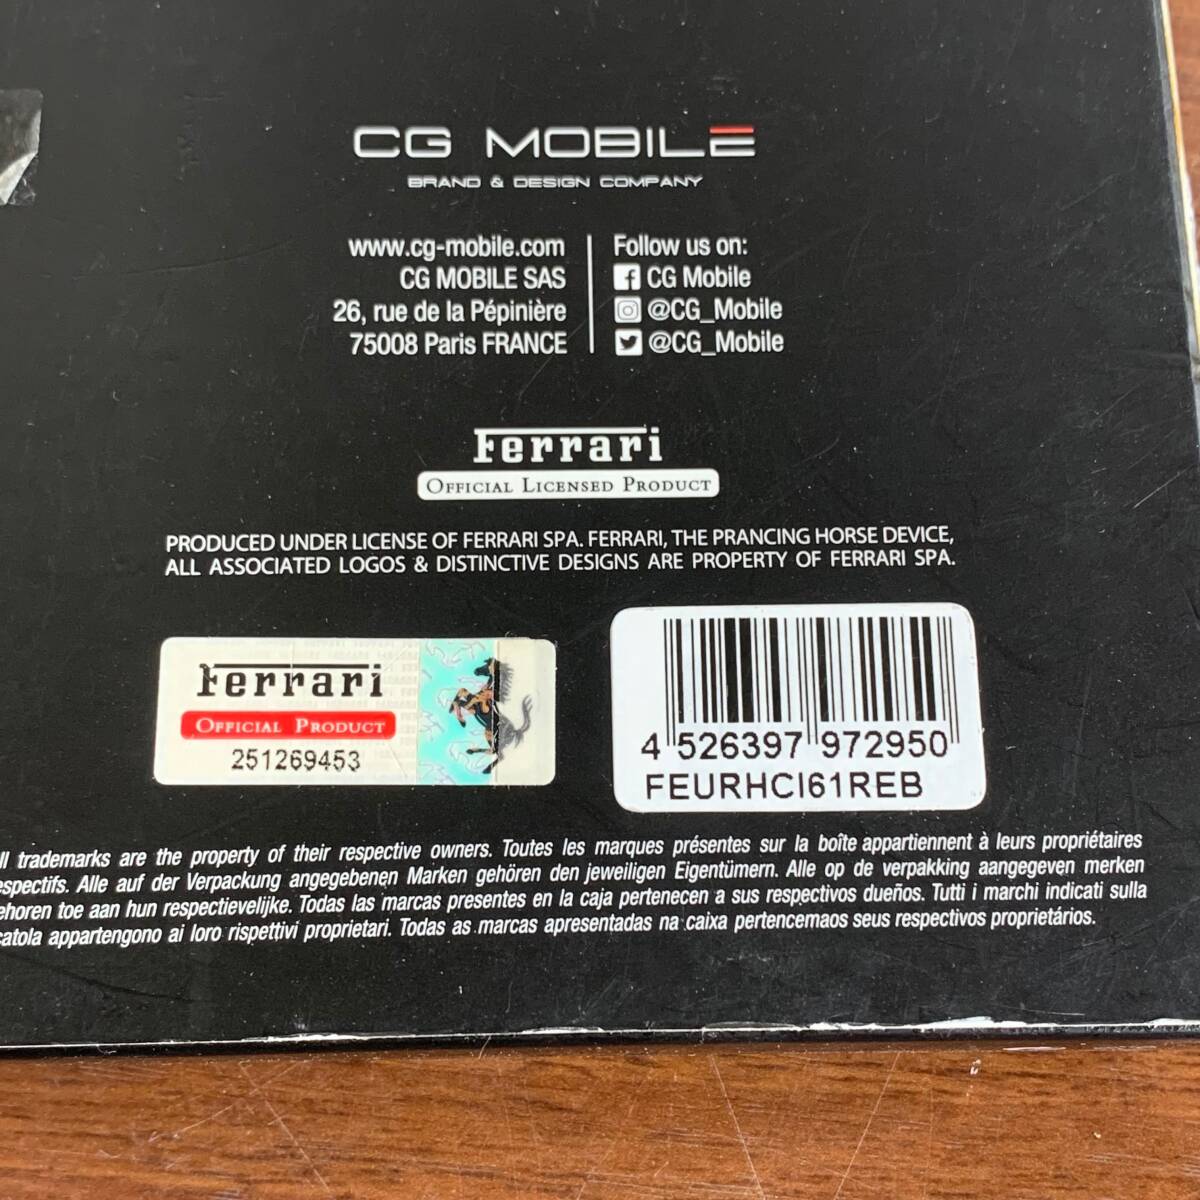 CG MOBILE
BRAND & DESIGN COMPANY
www.cg-mobile.com
CG MOBILE SAS
26, rue de la Pépinière
75008 Paris FRANCE
Follow us on:
CG Mobile
@CG_Mobile
@CG_Mobile
Ferrari
OFFICIAL LICENSED PRODUCT
PRODUCED UNDER LICENSE OF FERRARI SPA. FERRARI, THE PRANCING HORSE DEVICE,
ALL ASSOCIATED LOGOS & DISTINCTIVE DESIGNS ARE PROPERTY OF FERRARI SPA.
Ferrari
OFFICIAL PRODUCT
251269453
4 526397 972950
FEURHCI61REB
ll trademarks are the property of their respective owners. Toutes les marques présentes sur la boîte appartiennent à leurs propriétaires
espectifs. Alle auf der Verpackung angegebenen Marken gehören den jeweiligen Eigentümern. Alle op de verpakking aangegeven merken
ehoren toe aan hun respectievelijke. Todas las marcas presentes en la caja pertenecen a sus respectivos dueños. Tutti i marchi indicati sulla
catola appartengono ai loro rispettivi proprietari. Todas as marcas apresentadas na caixa pertencemaos seus respectivos proprietários.